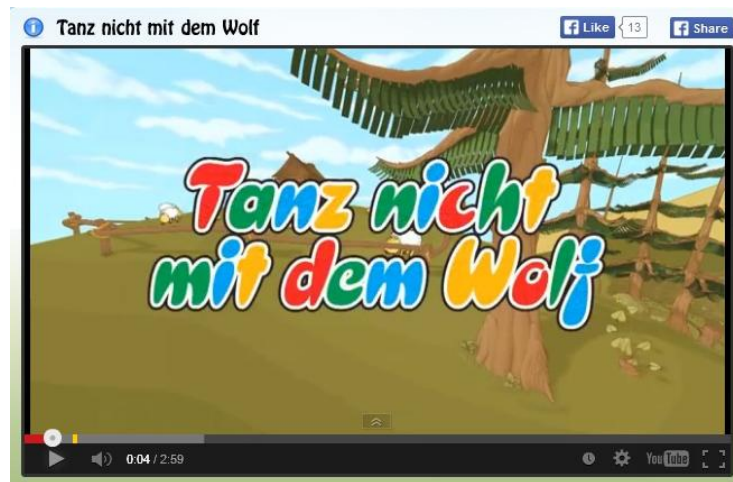 Tanz nicht mit dem Wolf
Like 13 Share
Tanz nicht
mit dem Wolf
0:04 / 2:59 YouTube